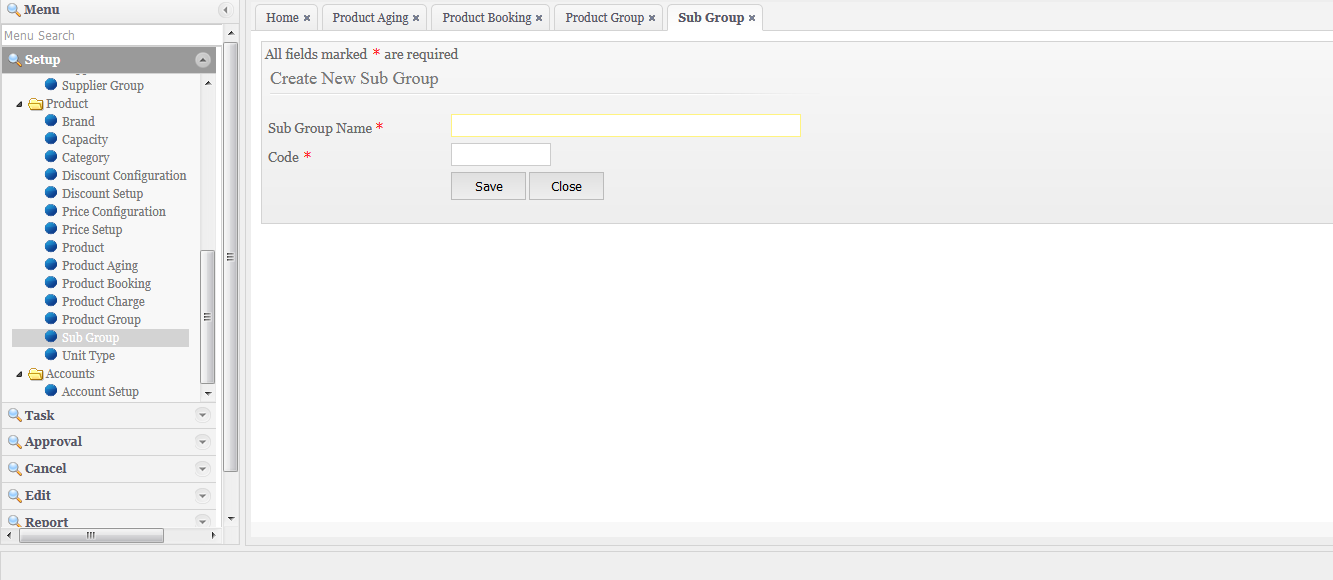 Menu
Menu Search
Setup
Supplier Group
Product
Brand
Capacity
Category
Discount Configuration
Discount Setup
Price Configuration
Price Setup
Product
Product Aging
Product Booking
Product Charge
Product Group
Sub Group
Unit Type
Accounts
Account Setup
Task
Approval
Cancel
Edit
Report
Home × Product Aging × Product Booking × Product Group × Sub Group ×
All fields marked * are required
Create New Sub Group
Sub Group Name *
Code *
Save Close